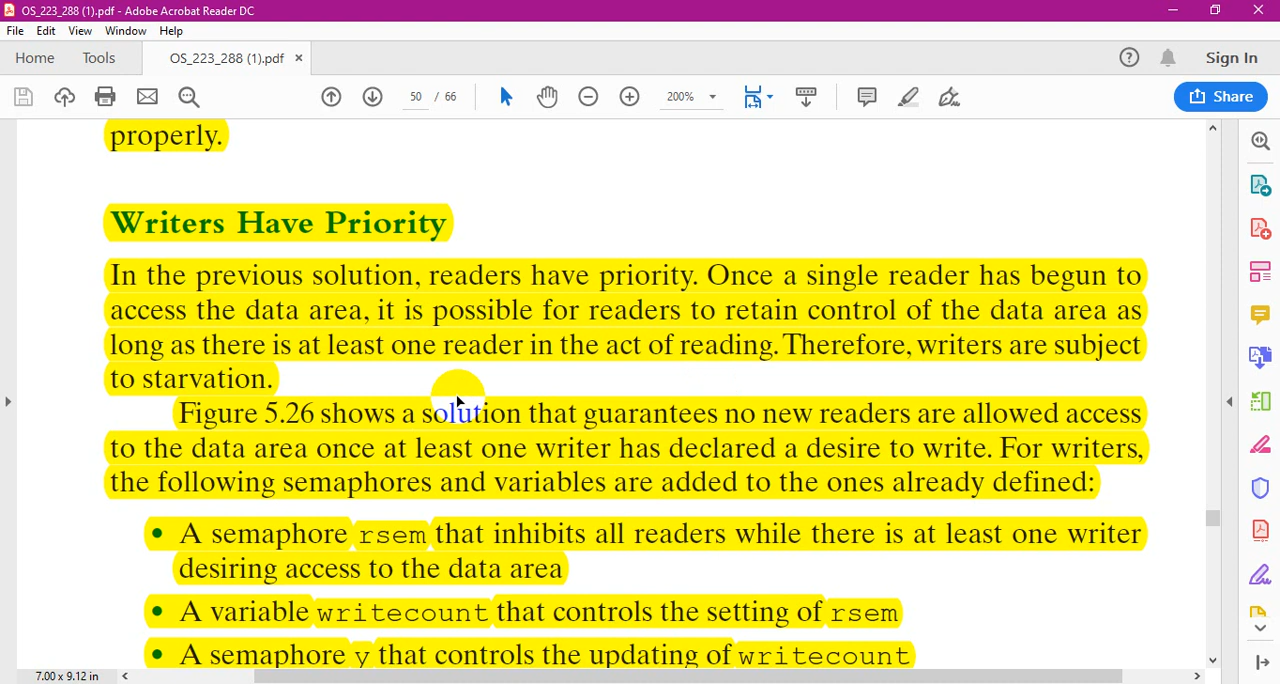 OS_223_288 (1).pdf - Adobe Acrobat Reader DC
File Edit View Window Help
Home Tools OS_223_288 (1).pdf × Sign In
50 / 66 200% Share
properly.
Writers Have Priority
In the previous solution, readers have priority. Once a single reader has begun to
access the data area, it is possible for readers to retain control of the data area as
long as there is at least one reader in the act of reading. Therefore, writers are subject
to starvation.
Figure 5.26 shows a solution that guarantees no new readers are allowed access
to the data area once at least one writer has declared a desire to write. For writers,
the following semaphores and variables are added to the ones already defined:
• A semaphore rsem that inhibits all readers while there is at least one writer
desiring access to the data area
• A variable writecount that controls the setting of rsem
• A semaphore y that controls the updating of writecount
7.00 x 9.12 in